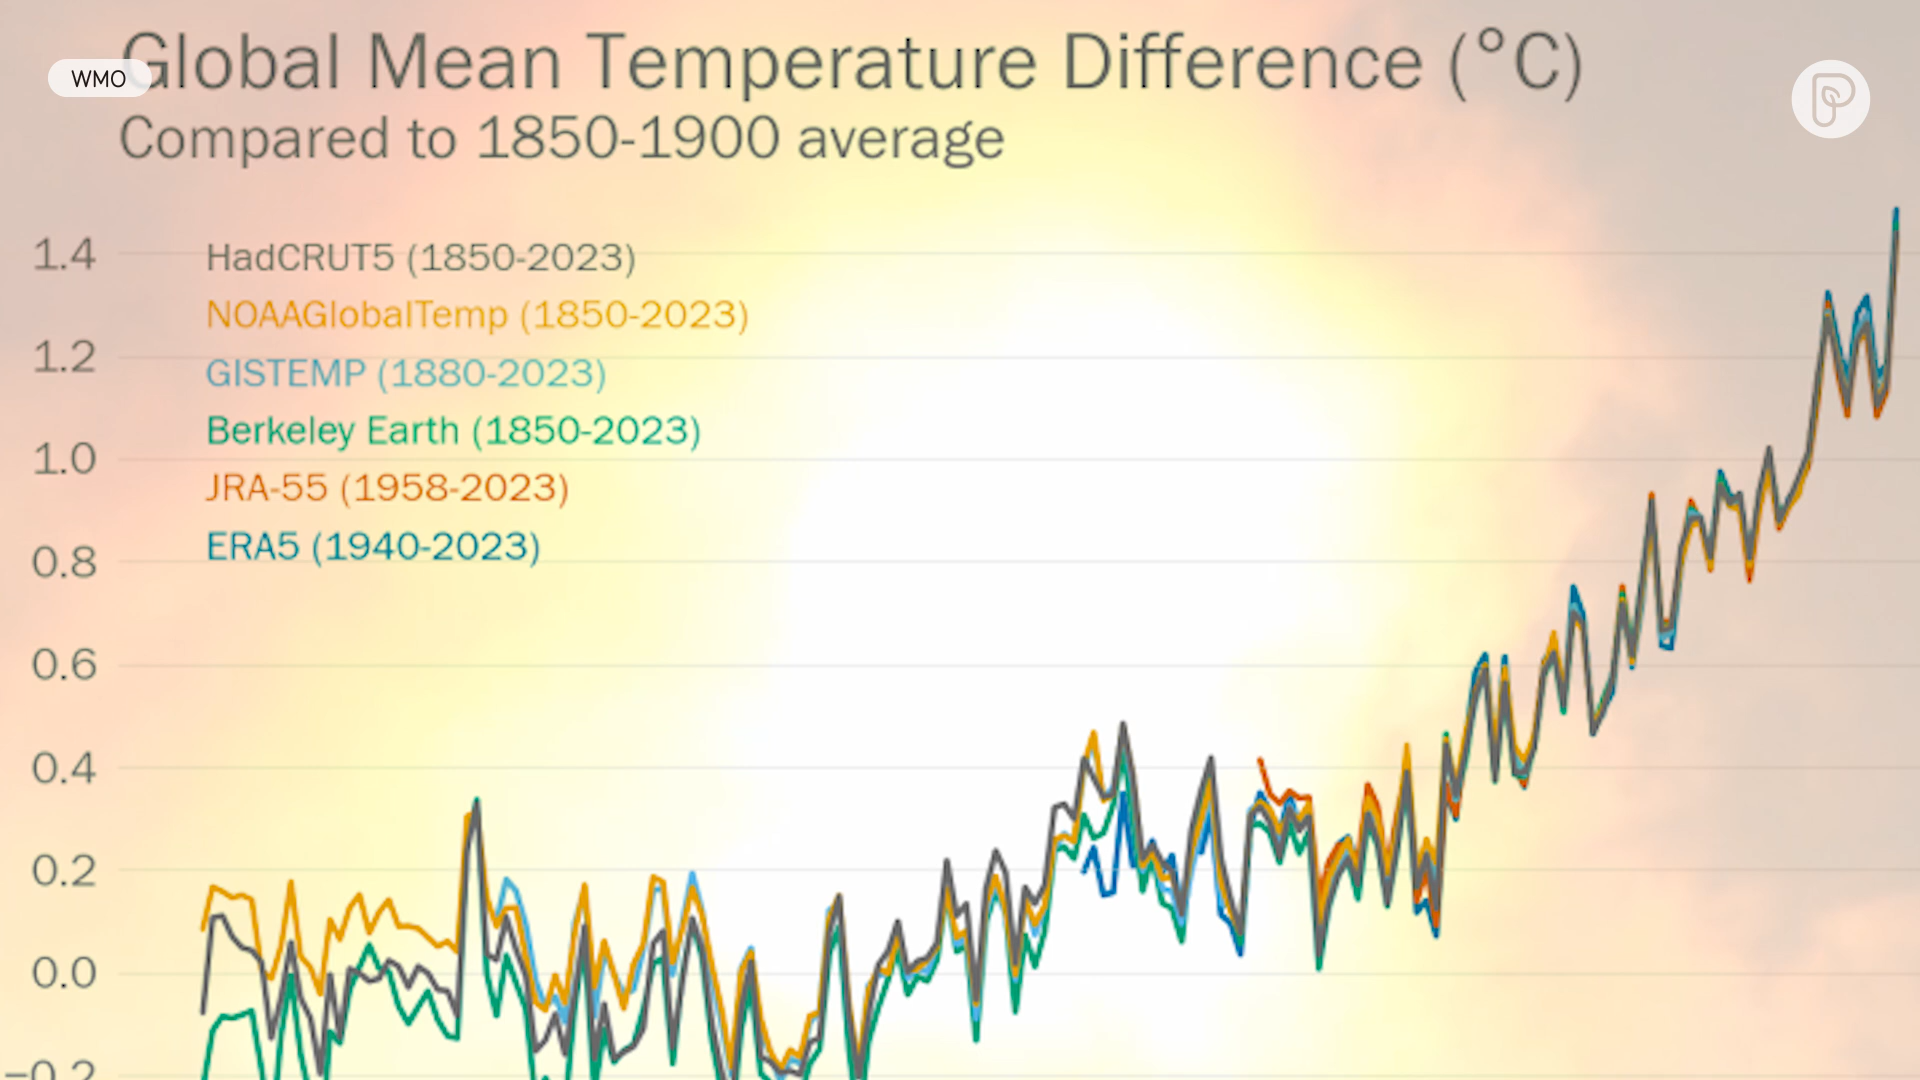 Global Mean Temperature Difference (°C)
WMO
Compared to 1850-1900 average
HadCRUT5 (1850-2023)
NOAAGlobalTemp (1850-2023)
GISTEMP (1880-2023)
Berkeley Earth (1850-2023)
JRA-55 (1958-2023)
ERA5 (1940-2023)
1.4
1.2
1.0
0.8
0.6
0.4
0.2
0.0
−0.2